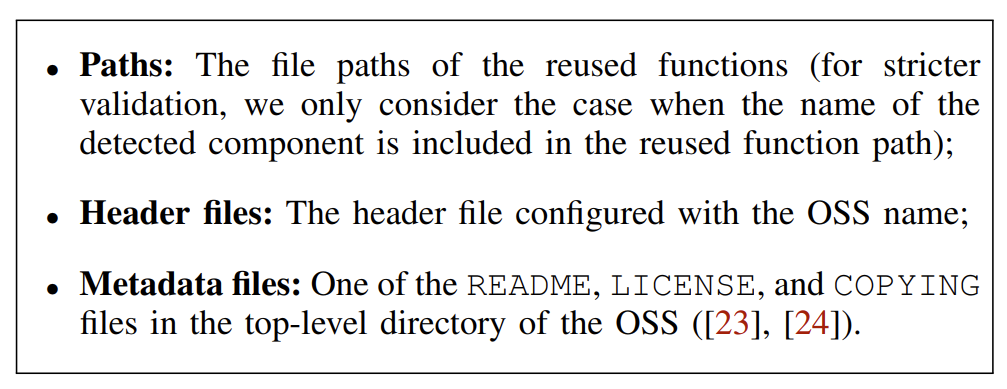 • Paths: The file paths of the reused functions (for stricter
validation, we only consider the case when the name of the
detected component is included in the reused function path);
• Header files: The header file configured with the OSS name;
• Metadata files: One of the README, LICENSE, and COPYING
files in the top-level directory of the OSS ([23], [24]).